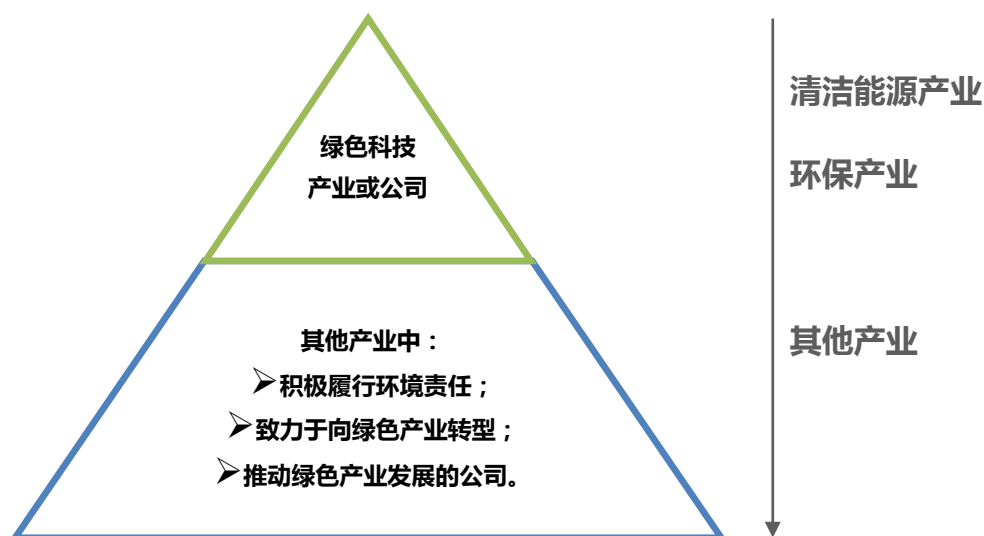 绿色科技
产业或公司
其他产业中：
➢积极履行环境责任；
➢致力于向绿色产业转型；
➢推动绿色产业发展的公司。
清洁能源产业
环保产业
其他产业